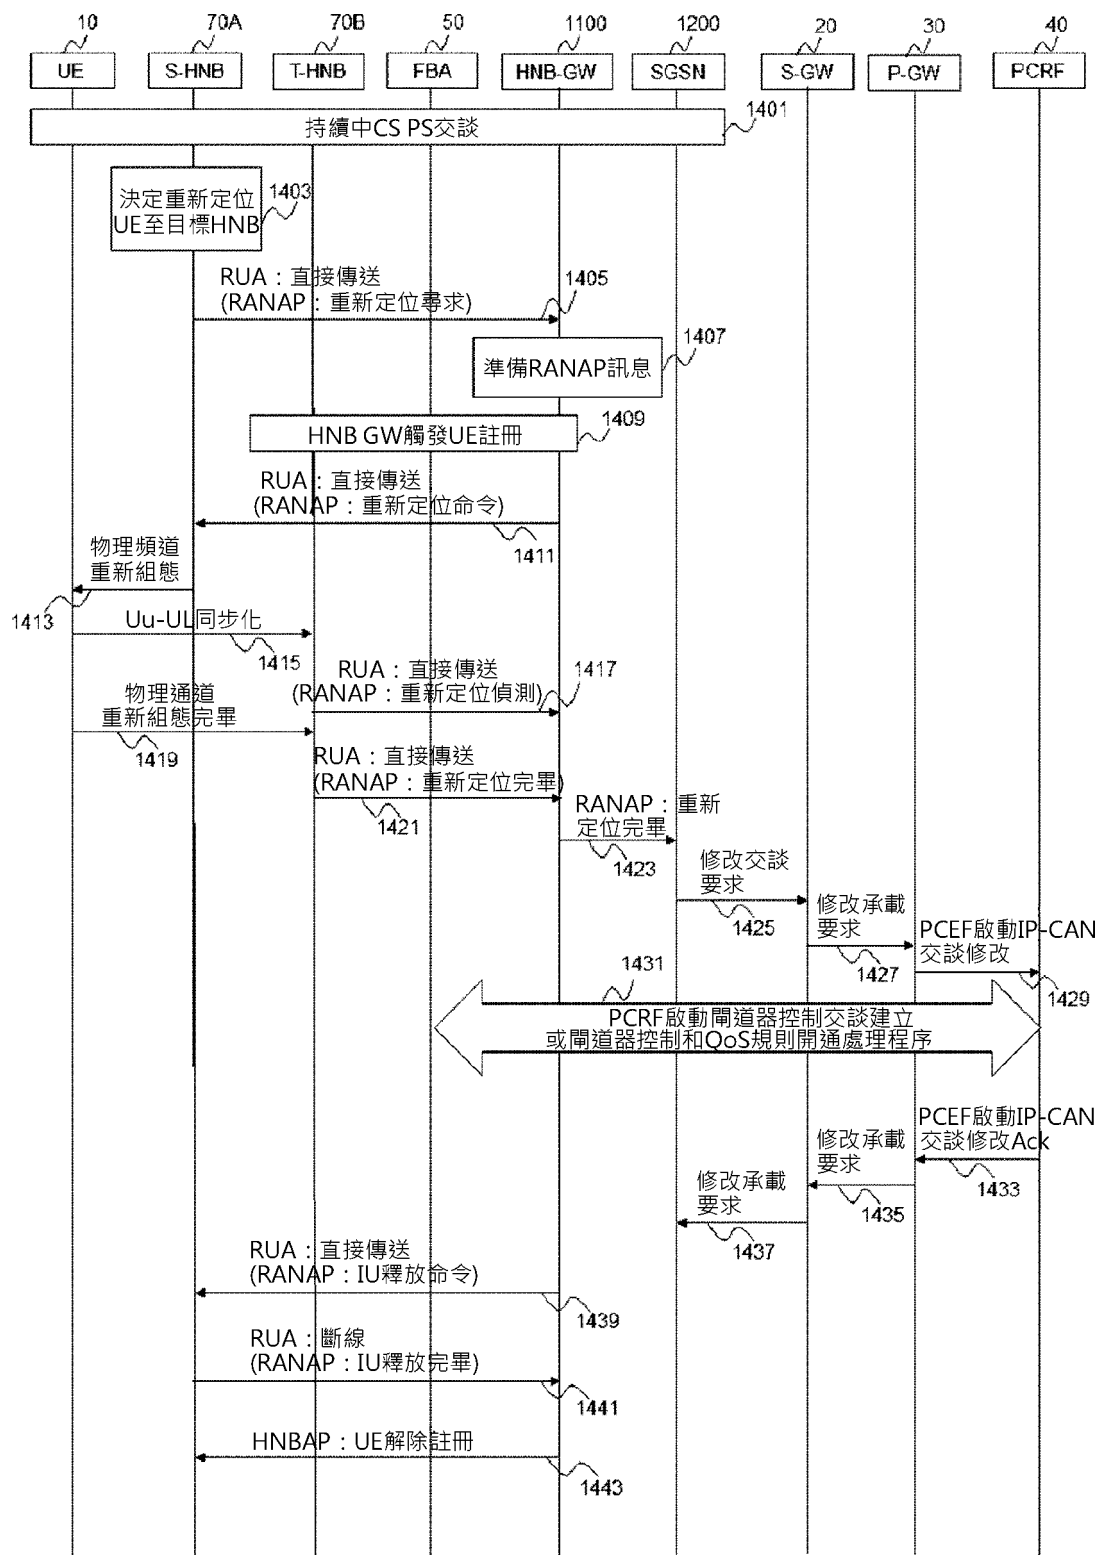 10 70A 70B 50 1100 1200 20 30 40
UE S-HNB T-HNB FBA HNB-GW SGSN S-GW P-GW PCRF
持續中CS PS交談
1401
決定重新定位
UE至目標HNB
1403
RUA：直接傳送
(RANAP：重新定位尋求)
1405
準備RANAP訊息
1407
HNB GW觸發UE註冊
1409
RUA：直接傳送
(RANAP：重新定位命令)
1411
物理頻道
重新組態
1413
Uu-UL同步化
1415
RUA：直接傳送
(RANAP：重新定位偵測)
1417
物理通道
重新組態完畢
1419
RUA：直接傳送
(RANAP：重新定位完畢)
1421
RANAP：重新
定位完畢
1423
修改交談
要求
1425
修改承載
要求
1427
PCEF啟動IP-CAN
交談修改
1429
1431
PCRF啟動閘道器控制交談建立
或閘道器控制和QoS規則開通處理程序
PCEF啟動IP-CAN
交談修改Ack
1433
修改承載
要求
1435
修改承載
要求
1437
RUA：直接傳送
(RANAP：IU釋放命令)
1439
RUA：斷線
(RANAP：IU釋放完畢)
1441
HNBAP：UE解除註冊
1443